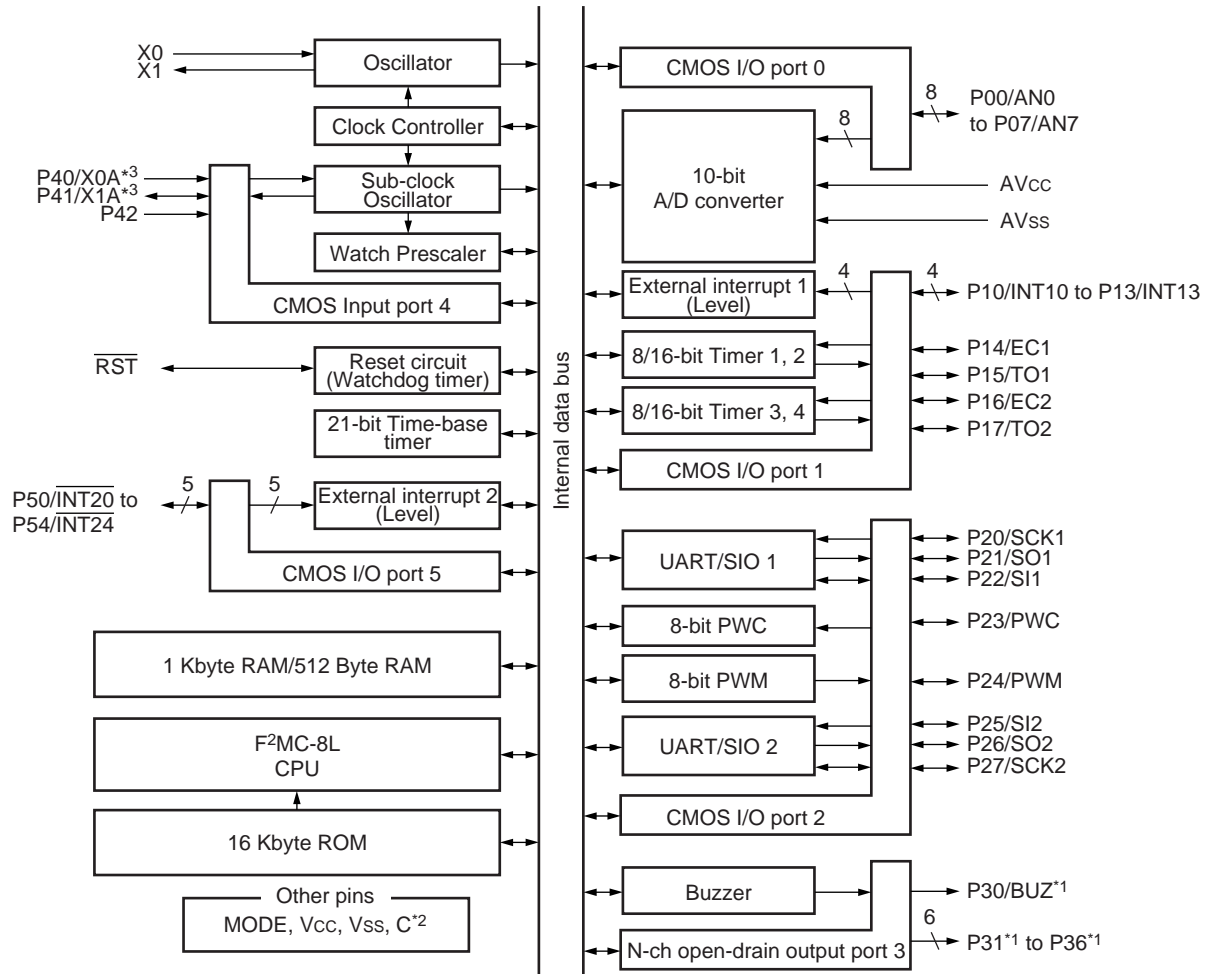 X0
X1
Oscillator
Clock Controller
P40/X0A*3
P41/X1A*3
P42
Sub-clock
Oscillator
Watch Prescaler
CMOS Input port 4
RST
Reset circuit
(Watchdog timer)
21-bit Time-base
timer
P50/INT20 to
P54/INT24
5
5
External interrupt 2
(Level)
CMOS I/O port 5
1 Kbyte RAM/512 Byte RAM
F2MC-8L
CPU
16 Kbyte ROM
Other pins
MODE, VCC, VSS, C*2
Internal data bus
CMOS I/O port 0
8
P00/AN0
to P07/AN7
8
10-bit
A/D converter
AVCC
AVSS
External interrupt 1
(Level)
4
4
P10/INT10 to P13/INT13
8/16-bit Timer 1, 2
P14/EC1
P15/TO1
8/16-bit Timer 3, 4
P16/EC2
P17/TO2
CMOS I/O port 1
UART/SIO 1
P20/SCK1
P21/SO1
P22/SI1
8-bit PWC
P23/PWC
8-bit PWM
P24/PWM
UART/SIO 2
P25/SI2
P26/SO2
P27/SCK2
CMOS I/O port 2
Buzzer
P30/BUZ*1
6
N-ch open-drain output port 3
P31*1 to P36*1